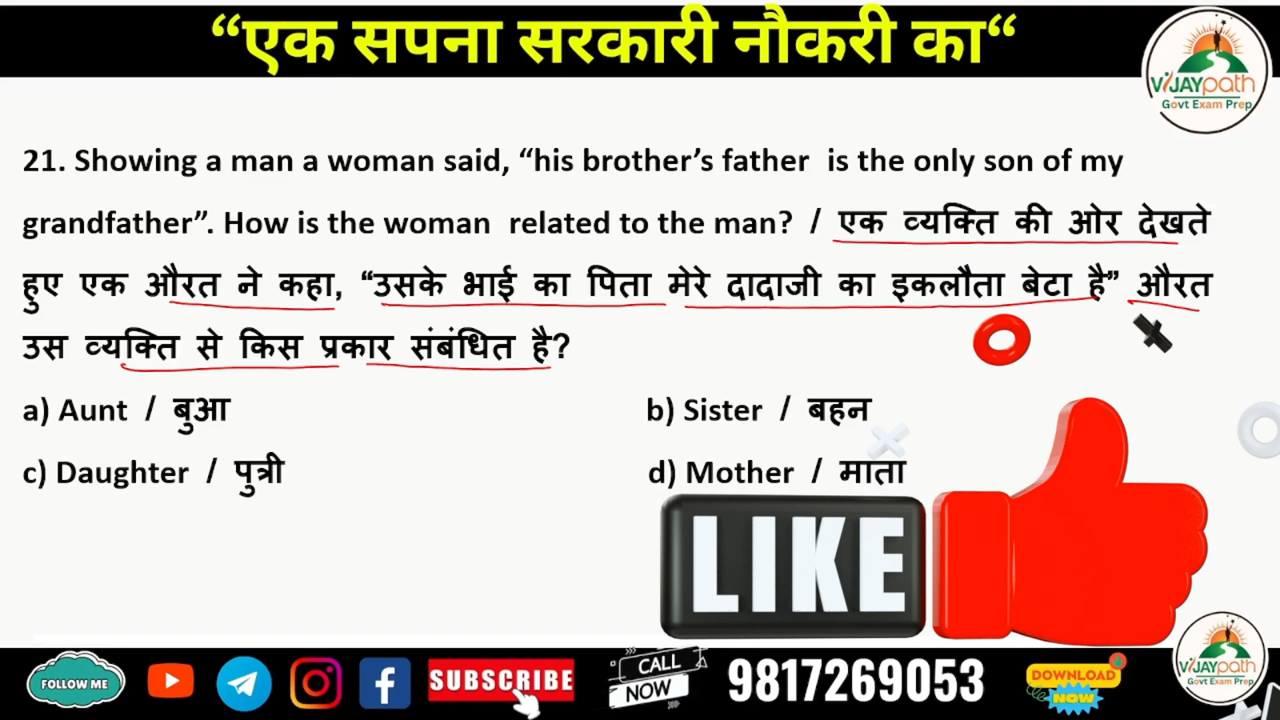 “एक सपना सरकारी नौकरी का“
VIJAYpath
Govt Exam Prep
21. Showing a man a woman said, “his brother’s father is the only son of my
grandfather”. How is the woman related to the man? / एक व्यक्ति की ओर देखते
हुए एक औरत ने कहा, “उसके भाई का पिता मेरे दादाजी का इकलौता बेटा है” औरत
उस व्यक्ति से किस प्रकार संबंधित है?
a) Aunt / बुआ
b) Sister / बहन
c) Daughter / पुत्री
d) Mother / माता
LIKE
FOLLOW ME
SUBSCRIBE
CALL
NOW
9817269053
DOWNLOAD
NOW
VIJAYpath
Govt Exam Prep